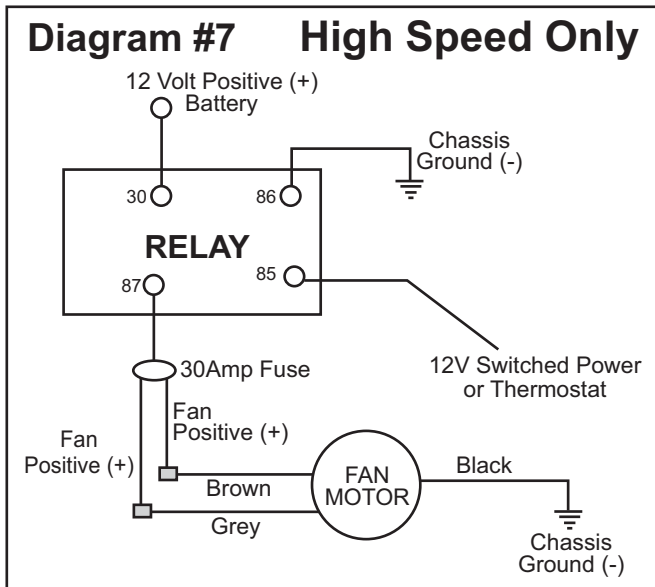 Diagram #7 High Speed Only
12 Volt Positive (+)
Battery
Chassis
Ground (-)
30
86
RELAY
87
85
30Amp Fuse
12V Switched Power
or Thermostat
Fan
Positive (+)
Fan
Positive (+)
FAN
MOTOR
Black
Brown
Grey
Chassis
Ground (-)